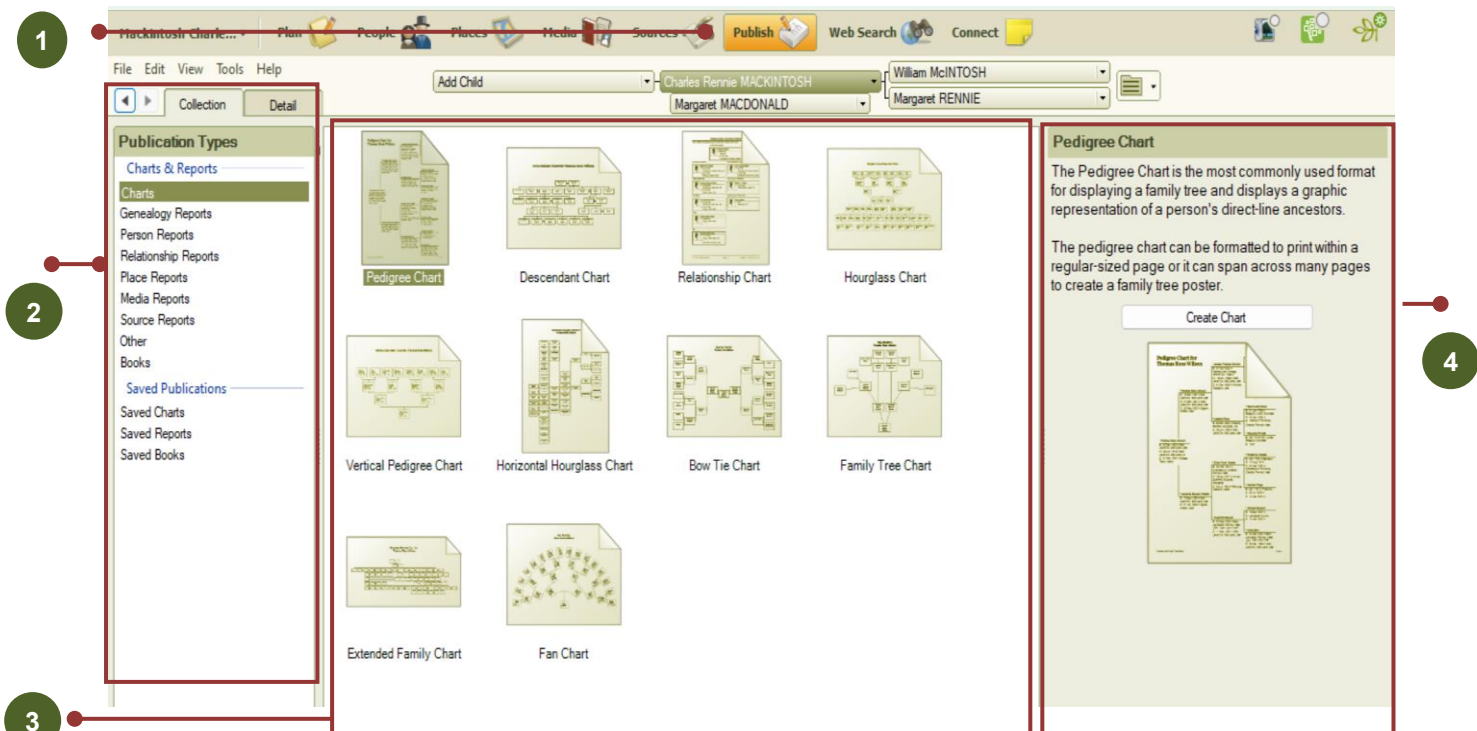 1
Mackintosh Charle...
Plan
People
Places
Media
Sources
Publish
Web Search
Connect
File Edit View Tools Help
Add Child
Charles Rennie MACKINTOSH
Margaret MACDONALD
William McINTOSH
Margaret RENNIE
Collection
Detail
2
Publication Types
Charts & Reports
Charts
Genealogy Reports
Person Reports
Relationship Reports
Place Reports
Media Reports
Source Reports
Other
Books
Saved Publications
Saved Charts
Saved Reports
Saved Books
3
Pedigree Chart
Descendant Chart
Relationship Chart
Hourglass Chart
Vertical Pedigree Chart
Horizontal Hourglass Chart
Bow Tie Chart
Family Tree Chart
Extended Family Chart
Fan Chart
4
Pedigree Chart
The Pedigree Chart is the most commonly used format
for displaying a family tree and displays a graphic
representation of a person's direct-line ancestors.
The pedigree chart can be formatted to print within a
regular-sized page or it can span across many pages
to create a family tree poster.
Create Chart
Pedigree Chart for
Thomas Ross Wilson